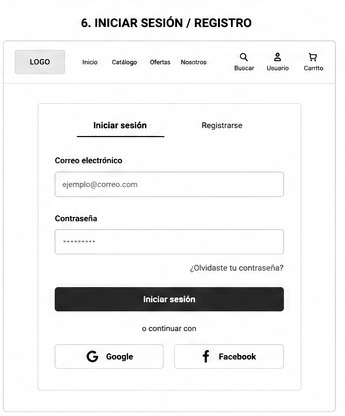 6. INICIAR SESIÓN / REGISTRO
LOGO Inicio Catálogo Ofertas Nosotros Buscar Usuario Carrito
Iniciar sesión Registrarse
Correo electrónico
ejemplo@correo.com
Contraseña
¿Olvidaste tu contraseña?
Iniciar sesión
o continuar con
G Google f Facebook